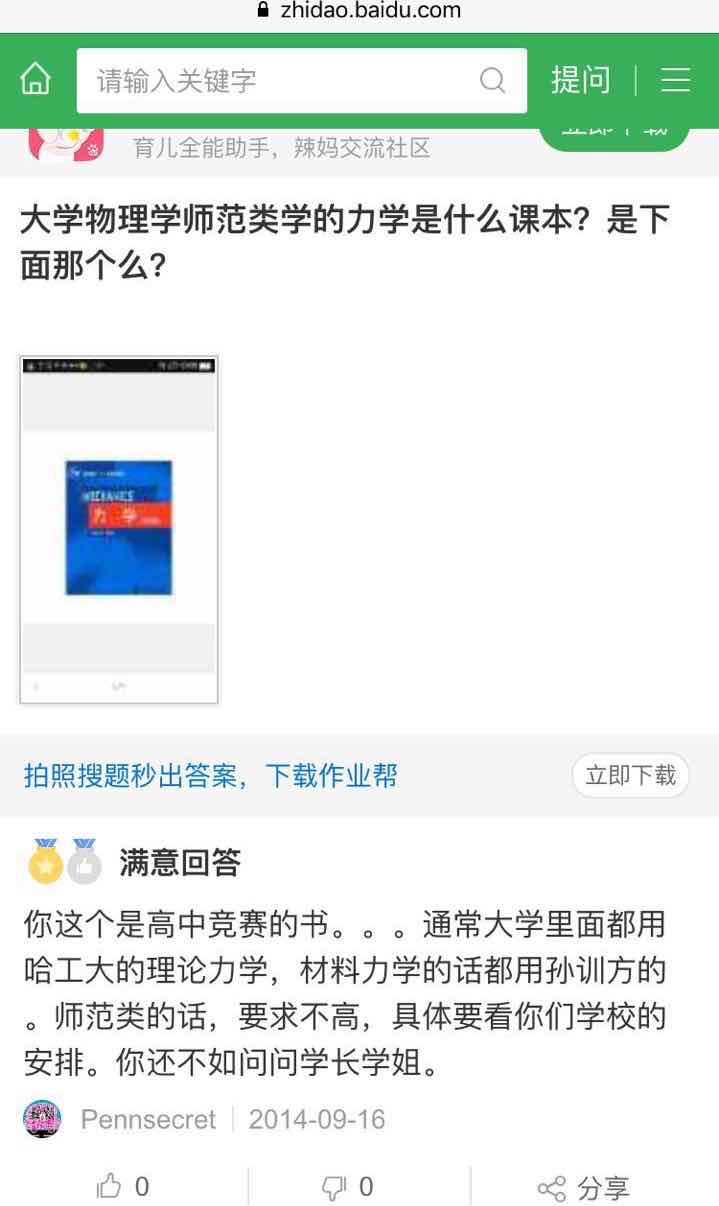 zhidao.baidu.com
请输入关键字
提问
育儿全能助手，辣妈交流社区
立即下载
大学物理学师范类学的力学是什么课本？是下
面那个么？
MECHANICS
力 学
拍照搜题秒出答案，下载作业帮
立即下载
满意回答
你这个是高中竞赛的书。。。通常大学里面都用
哈工大的理论力学，材料力学的话都用孙训方的
。师范类的话，要求不高，具体要看你们学校的
安排。你还不如问问学长学姐。
Pennsecret
2014-09-16
0
0
分享